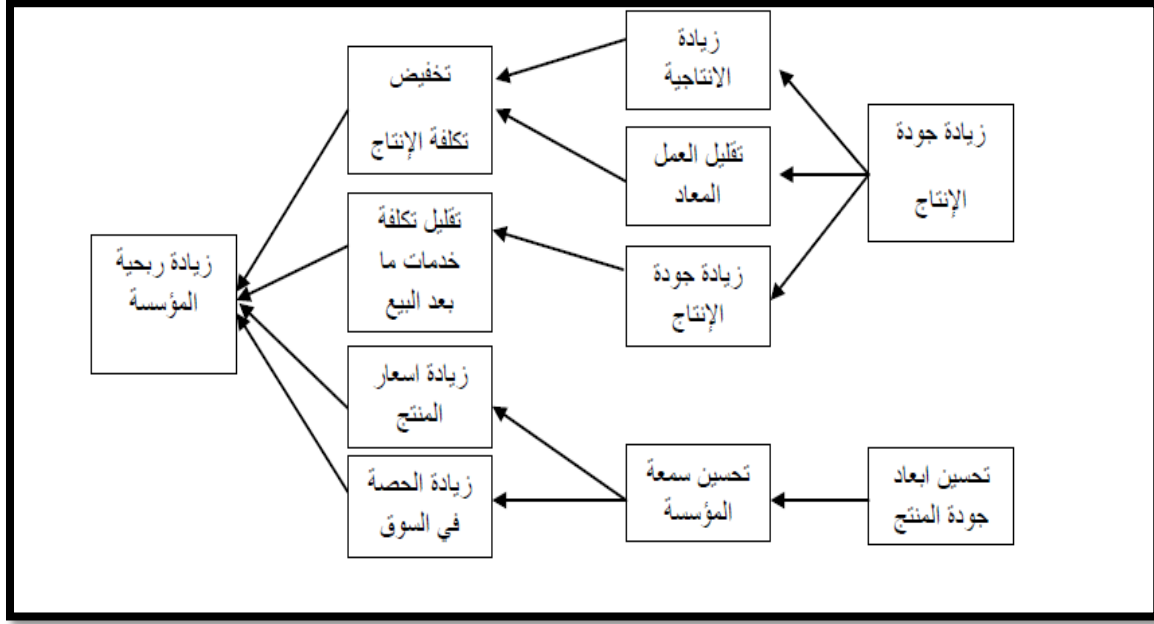 زيادة جودة
الإنتاج
زيادة
الانتاجية
تقليل العمل
المعاد
زيادة جودة
الإنتاج
تخفيض
تكلفة الإنتاج
تقليل تكلفة
خدمات ما
بعد البيع
زيادة ربحية
المؤسسة
تحسين ابعاد
جودة المنتج
تحسين سمعة
المؤسسة
زيادة اسعار
المنتج
زيادة الحصة
في السوق